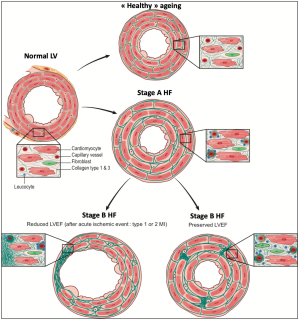 « Healthy» ageing
Normal LV
Stage A HF
Cardiomyocyte
Capillary vessel
Fibroblast
Collagen type 1 & 3
Leucocyte
Stage B HF
Reduced LVEF (after acute ischemic event : type 1 or 2 MI)
Stage B HF
Preserved LVEF